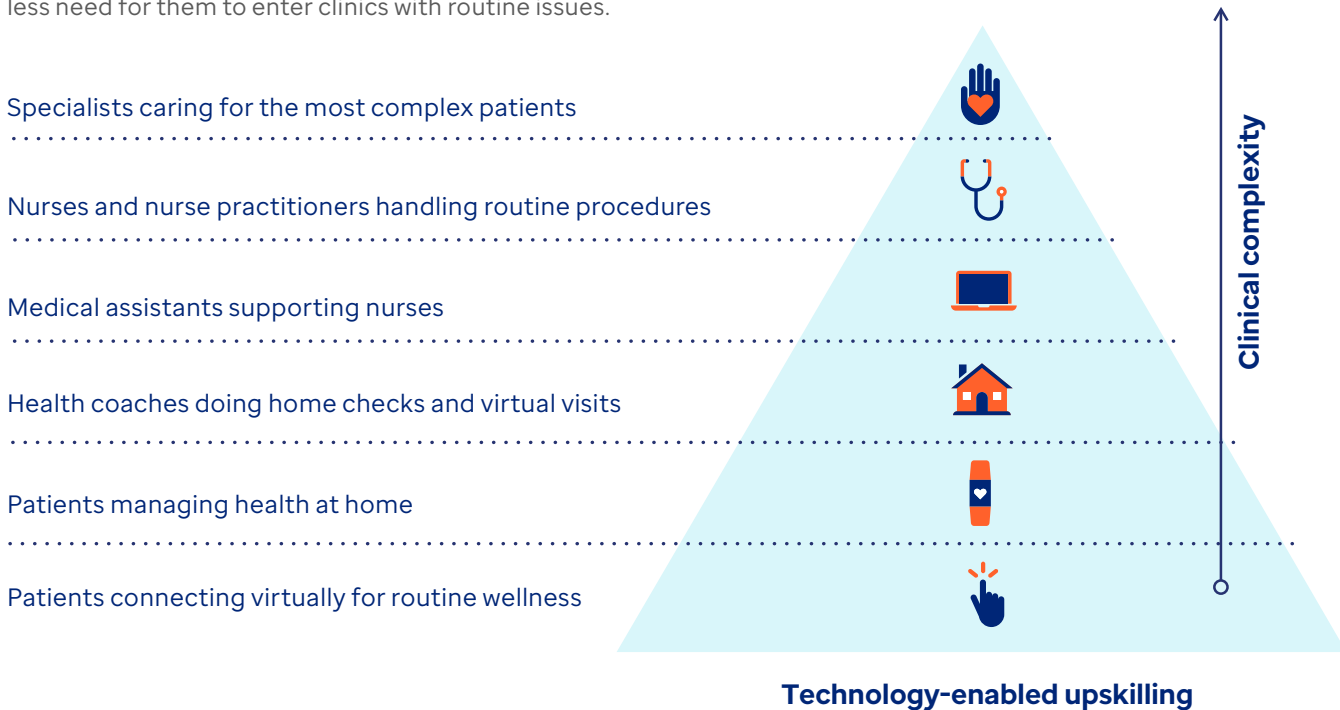 less need for them to enter clinics with routine issues.
Specialists caring for the most complex patients
Nurses and nurse practitioners handling routine procedures
Medical assistants supporting nurses
Health coaches doing home checks and virtual visits
Patients managing health at home
Patients connecting virtually for routine wellness
Clinical complexity
Technology-enabled upskilling